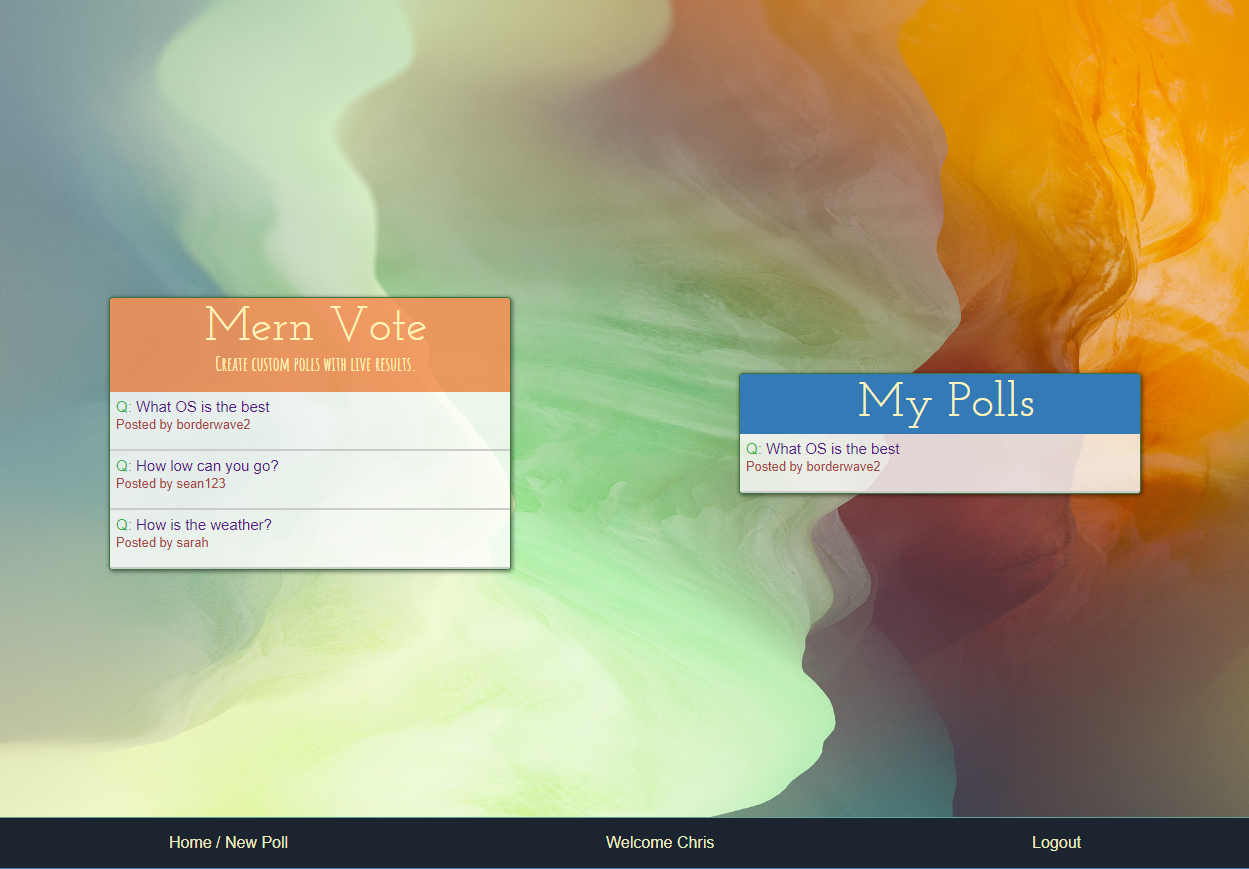 Mern Vote
Create custom polls with live results.
Q: What OS is the best
Posted by borderwave2
Q: How low can you go?
Posted by sean123
Q: How is the weather?
Posted by sarah
My Polls
Q: What OS is the best
Posted by borderwave2
Home / New Poll
Welcome Chris
Logout